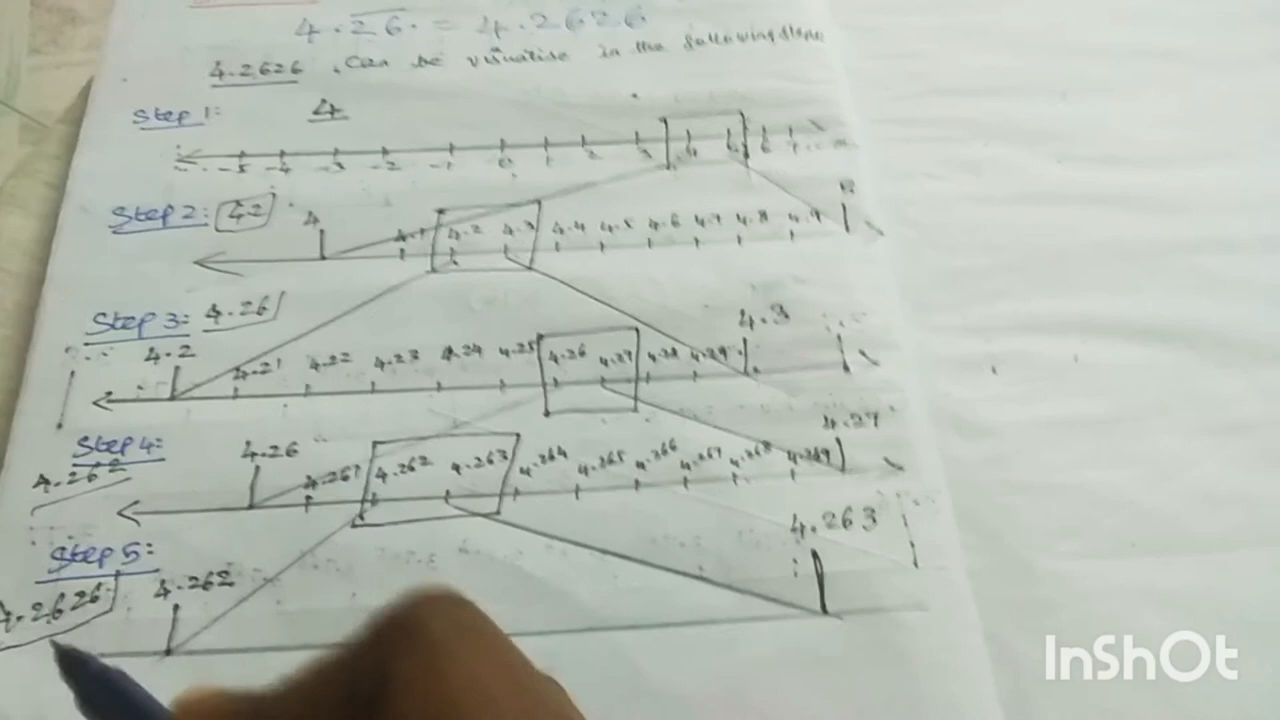 4.26̅ = 4.2626
4.2626 can be visualise in the following steps
Step 1: 4
-5 -4 -3 -2 -1 0 1 2 3 4 5 6 7
Step 2: 4.2
4 4.1 4.2 4.3 4.4 4.5 4.6 4.7 4.8 4.9 5
Step 3: 4.26
4.2 4.21 4.22 4.23 4.24 4.25 4.26 4.27 4.28 4.29 4.3
Step 4:
4.262
4.26 4.261 4.262 4.263 4.264 4.265 4.266 4.267 4.268 4.269 4.27
Step 5:
4.2626
4.262 4.263
InShOt